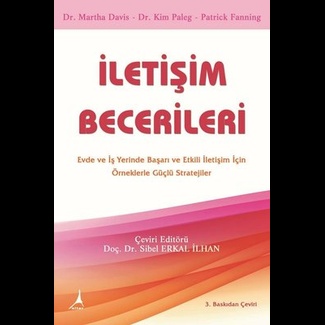 Dr. Martha Davis - Dr. Kim Paleg - Patrick Fanning
İLETİŞİM
BECERİLERİ
Evde ve İş Yerinde Başarı ve Etkili İletişim İçin
Örneklerle Güçlü Stratejiler
Çeviri Editörü
Doç. Dr. Sibel ERKAL İLHAN
3. Baskıdan Çeviri